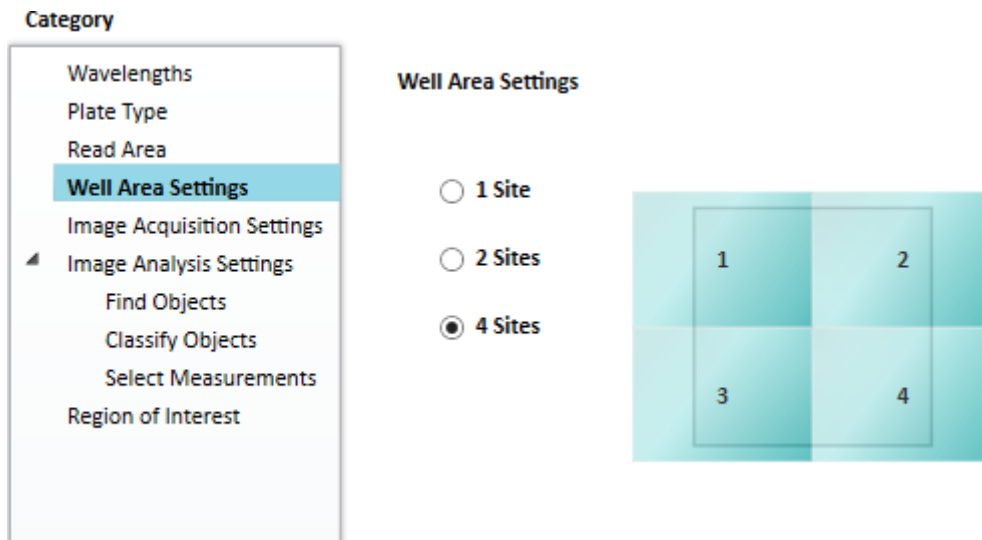 Category
Wavelengths
Plate Type
Read Area
Well Area Settings
Image Acquisition Settings
Image Analysis Settings
Find Objects
Classify Objects
Select Measurements
Region of Interest
Well Area Settings
1 Site
2 Sites
4 Sites
1 2
3 4